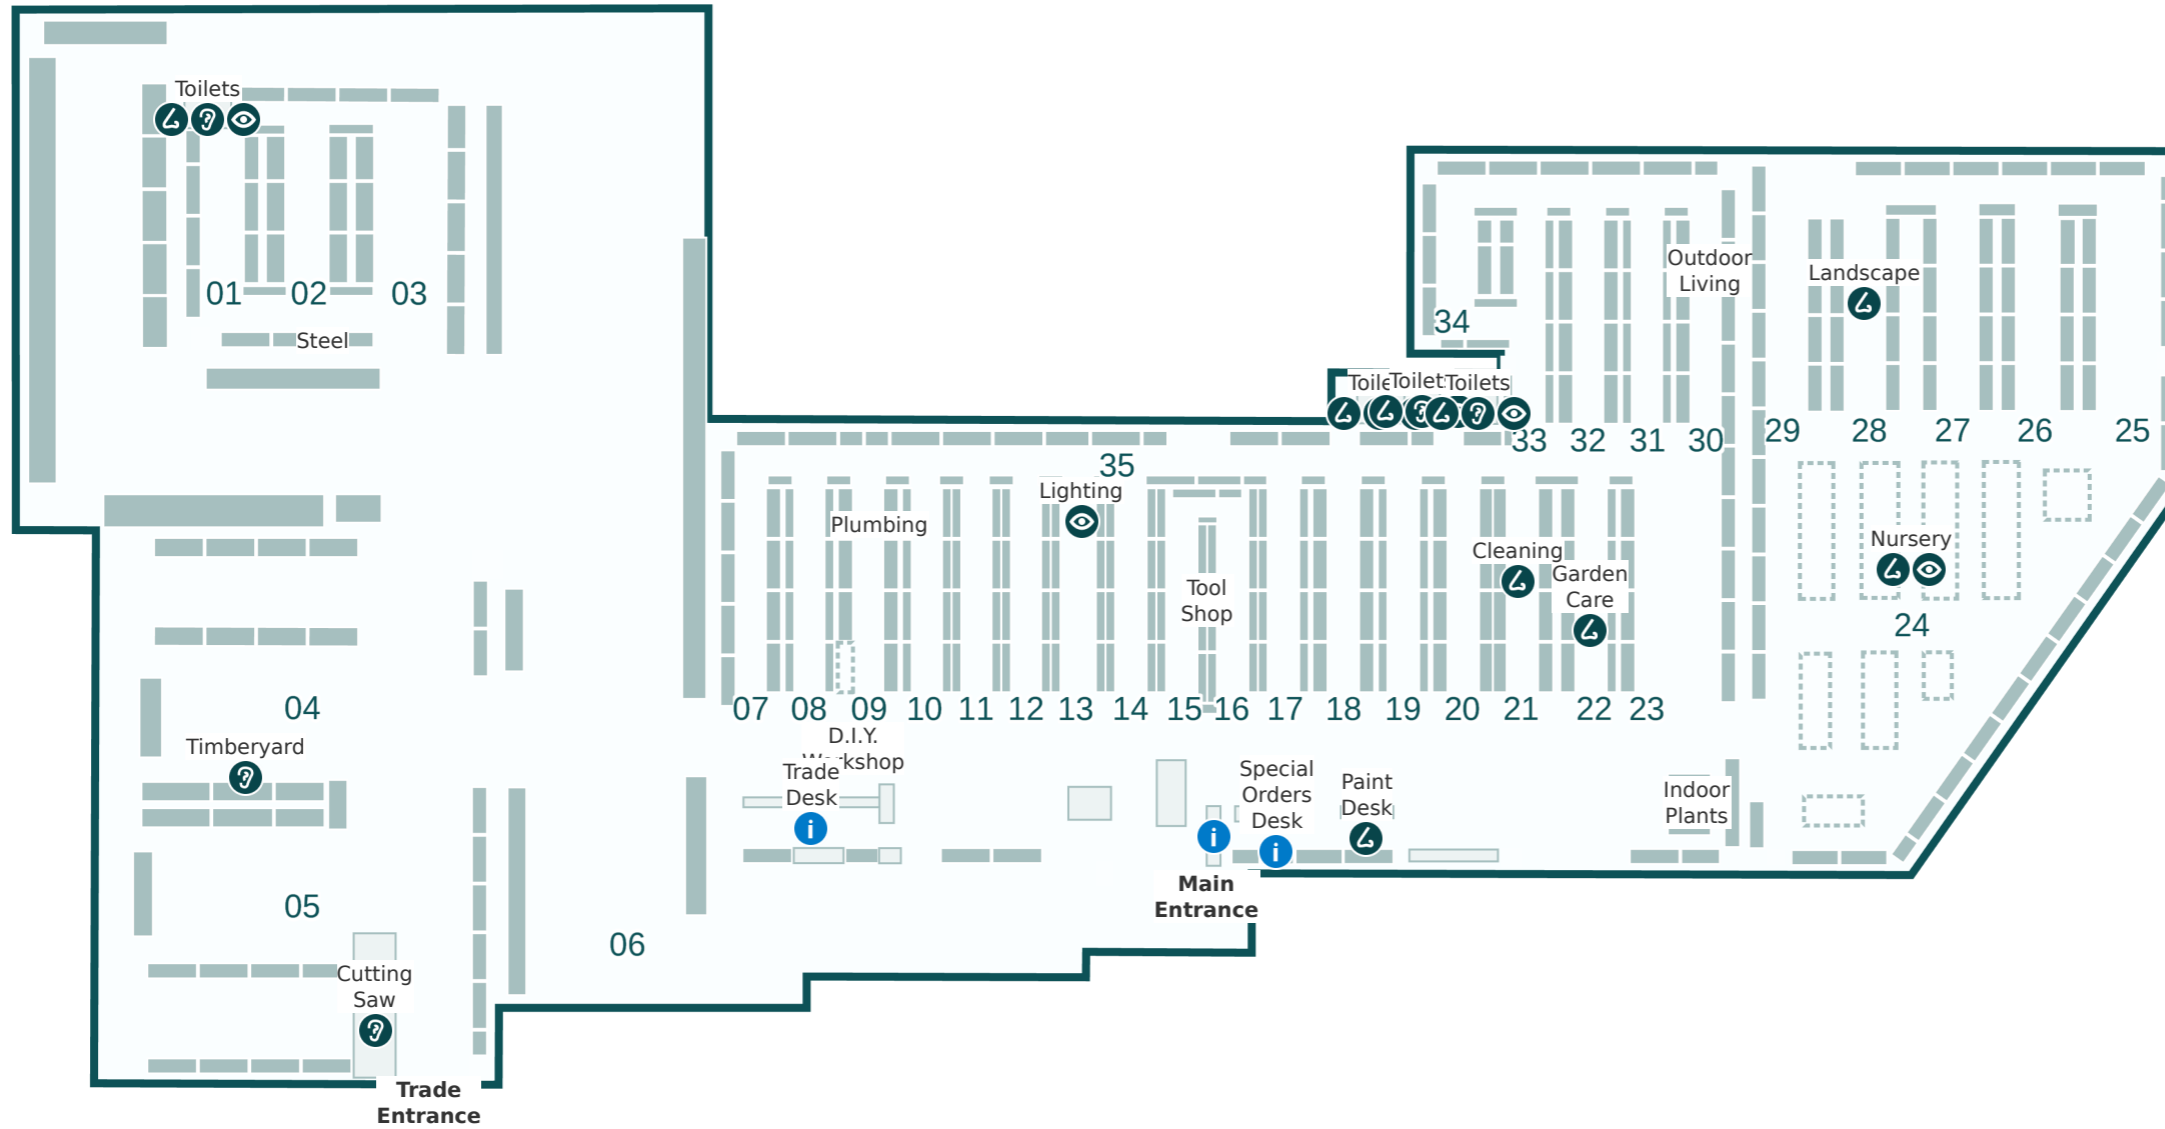 Toilets
01
02
03
Steel
Outdoor
Living
Landscape
34
Toilets
Toilets
33
32
31
30
29
28
27
26
25
35
Lighting
Plumbing
Cleaning
Garden
Care
Tool
Shop
Nursery
24
04
07
08
09
10
11
12
13
14
15
16
17
18
19
20
21
22
23
Timberyard
D.I.Y.
Workshop
Trade
Desk
i
Special
Orders
Desk
i
i
Paint
Desk
Indoor
Plants
Main
Entrance
05
06
Cutting
Saw
Trade
Entrance